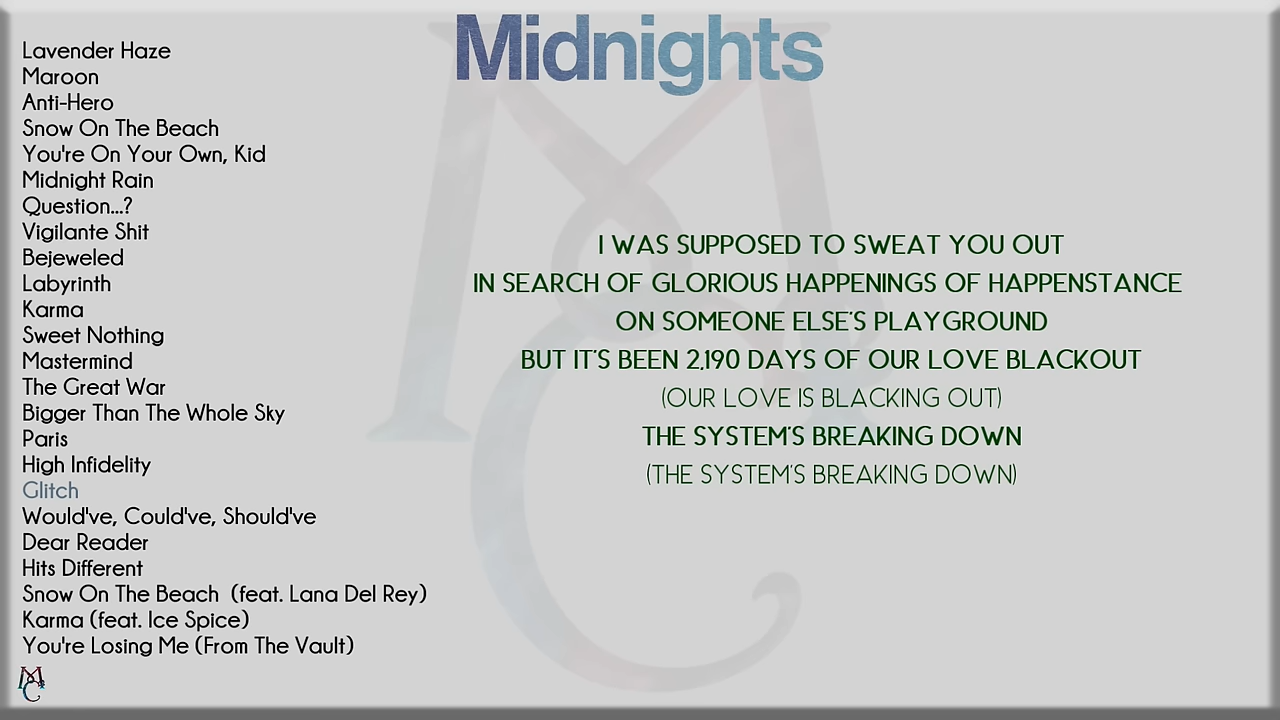 Midnights
Lavender Haze
Maroon
Anti-Hero
Snow On The Beach
You're On Your Own, Kid
Midnight Rain
Question...?
Vigilante Shit
Bejeweled
Labyrinth
Karma
Sweet Nothing
Mastermind
The Great War
Bigger Than The Whole Sky
Paris
High Infidelity
Glitch
Would've, Could've, Should've
Dear Reader
Hits Different
Snow On The Beach (feat. Lana Del Rey)
Karma (feat. Ice Spice)
You're Losing Me (From The Vault)
I WAS SUPPOSED TO SWEAT YOU OUT
IN SEARCH OF GLORIOUS HAPPENINGS OF HAPPENSTANCE
ON SOMEONE ELSE'S PLAYGROUND
BUT IT'S BEEN 2,190 DAYS OF OUR LOVE BLACKOUT
(OUR LOVE IS BLACKING OUT)
THE SYSTEM'S BREAKING DOWN
(THE SYSTEM'S BREAKING DOWN)